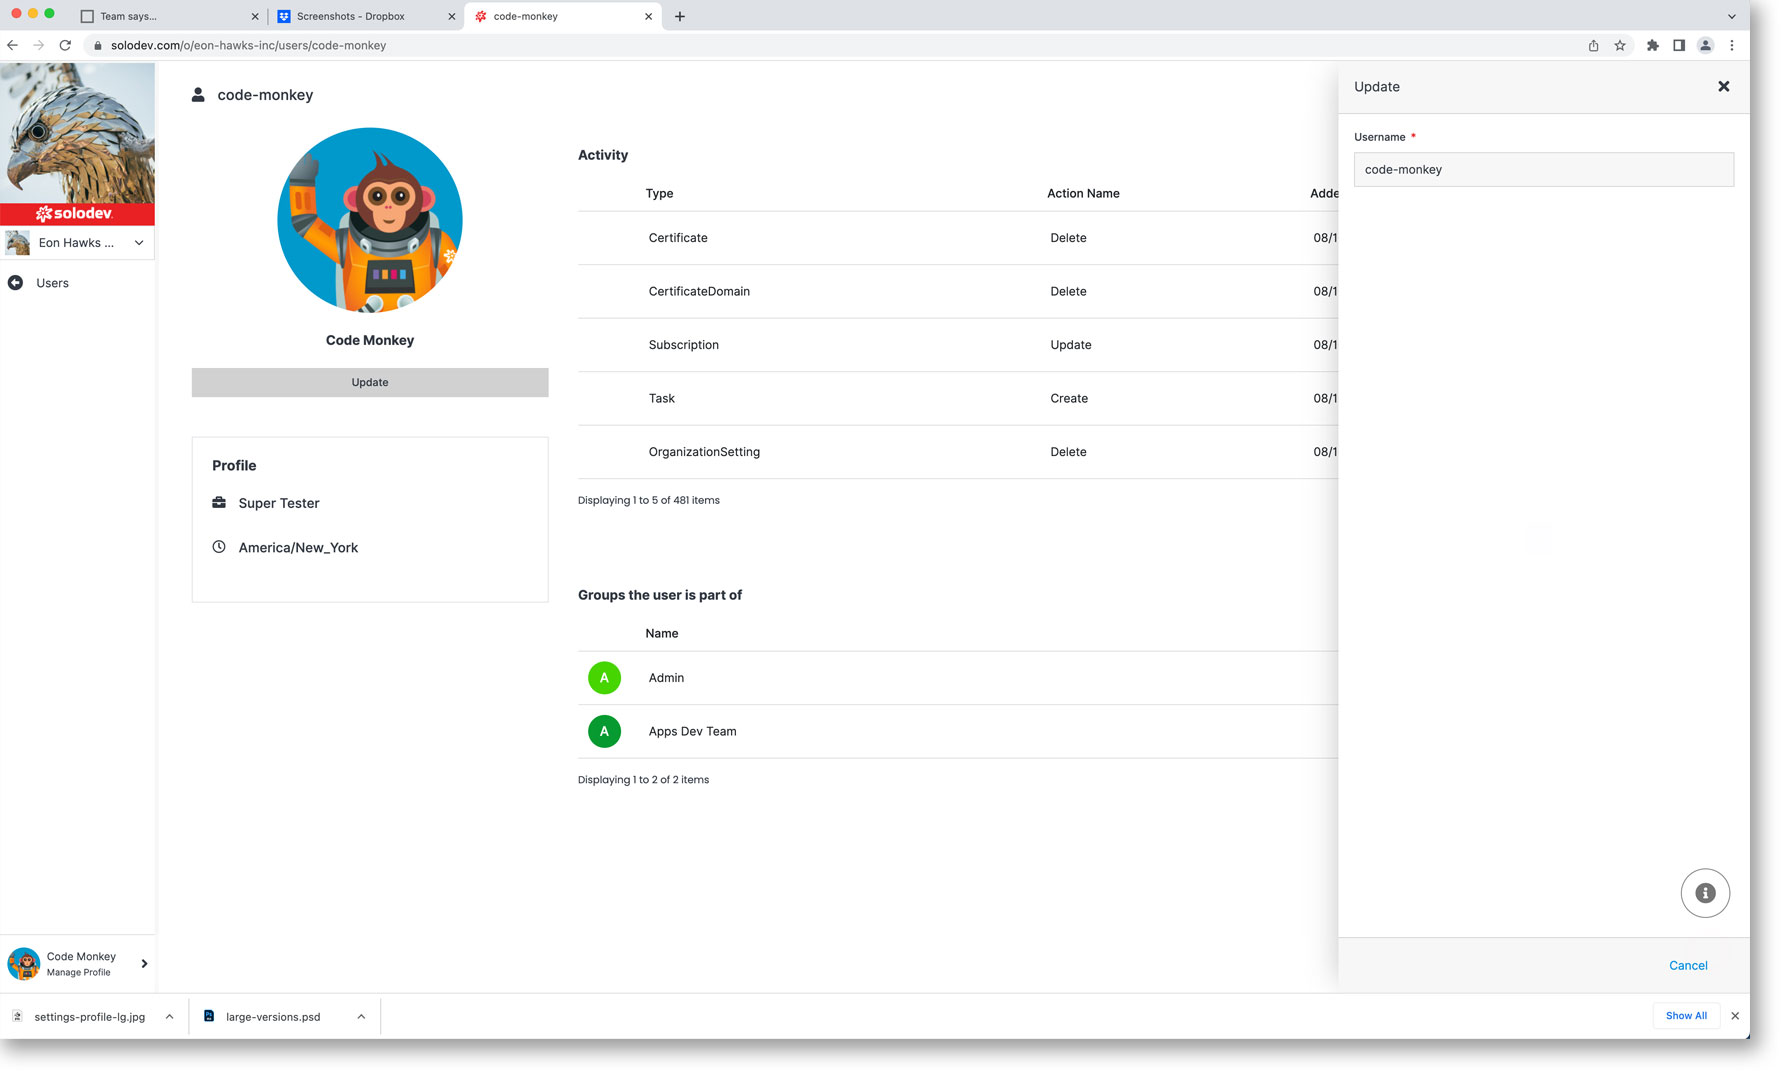 Team says...
Screenshots - Dropbox
code-monkey
solodev.com/o/eon-hawks-inc/users/code-monkey
solodev
Eon Hawks ...
Users
Code Monkey
Manage Profile
code-monkey
Code Monkey
Update
Profile
Super Tester
America/New_York
Activity
Type Action Name Adde
Certificate Delete 08/1
CertificateDomain Delete 08/1
Subscription Update 08/1
Task Create 08/1
OrganizationSetting Delete 08/1
Displaying 1 to 5 of 481 items
Groups the user is part of
Name
A Admin
A Apps Dev Team
Displaying 1 to 2 of 2 items
Update
Username *
code-monkey
Cancel
settings-profile-lg.jpg
large-versions.psd
Show All